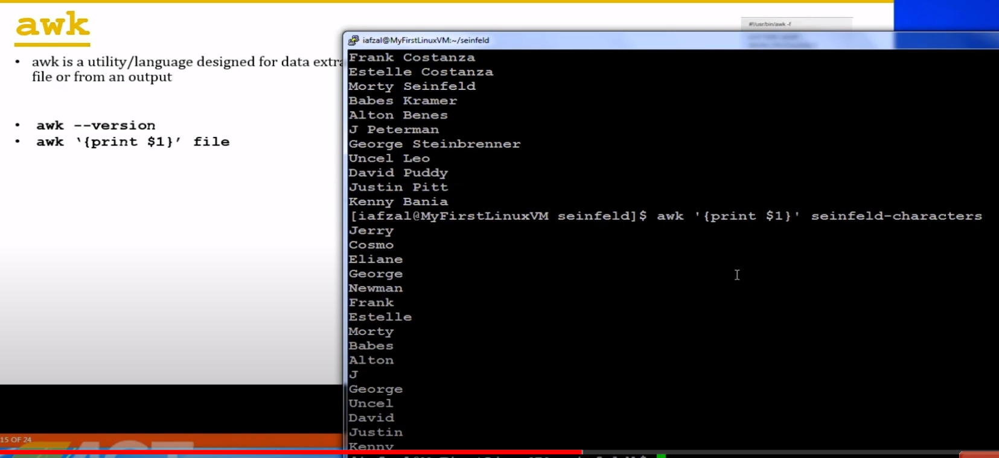 awk
awk is a utility/language designed for data extra
file or from an output
awk --version
awk ‘{print $1}’ file
#!/usr/bin/awk -f
iafzal@MyFirstLinuxVM:~/seinfeld
Frank Costanza
Estelle Costanza
Morty Seinfeld
Babes Kramer
Alton Benes
J Peterman
George Steinbrenner
Uncel Leo
David Puddy
Justin Pitt
Kenny Bania
[iafzal@MyFirstLinuxVM seinfeld]$ awk '{print $1}' seinfeld-characters
Jerry
Cosmo
Eliane
George
Newman
Frank
Estelle
Morty
Babes
Alton
J
George
Uncel
David
Justin
Kenny
15 OF 24